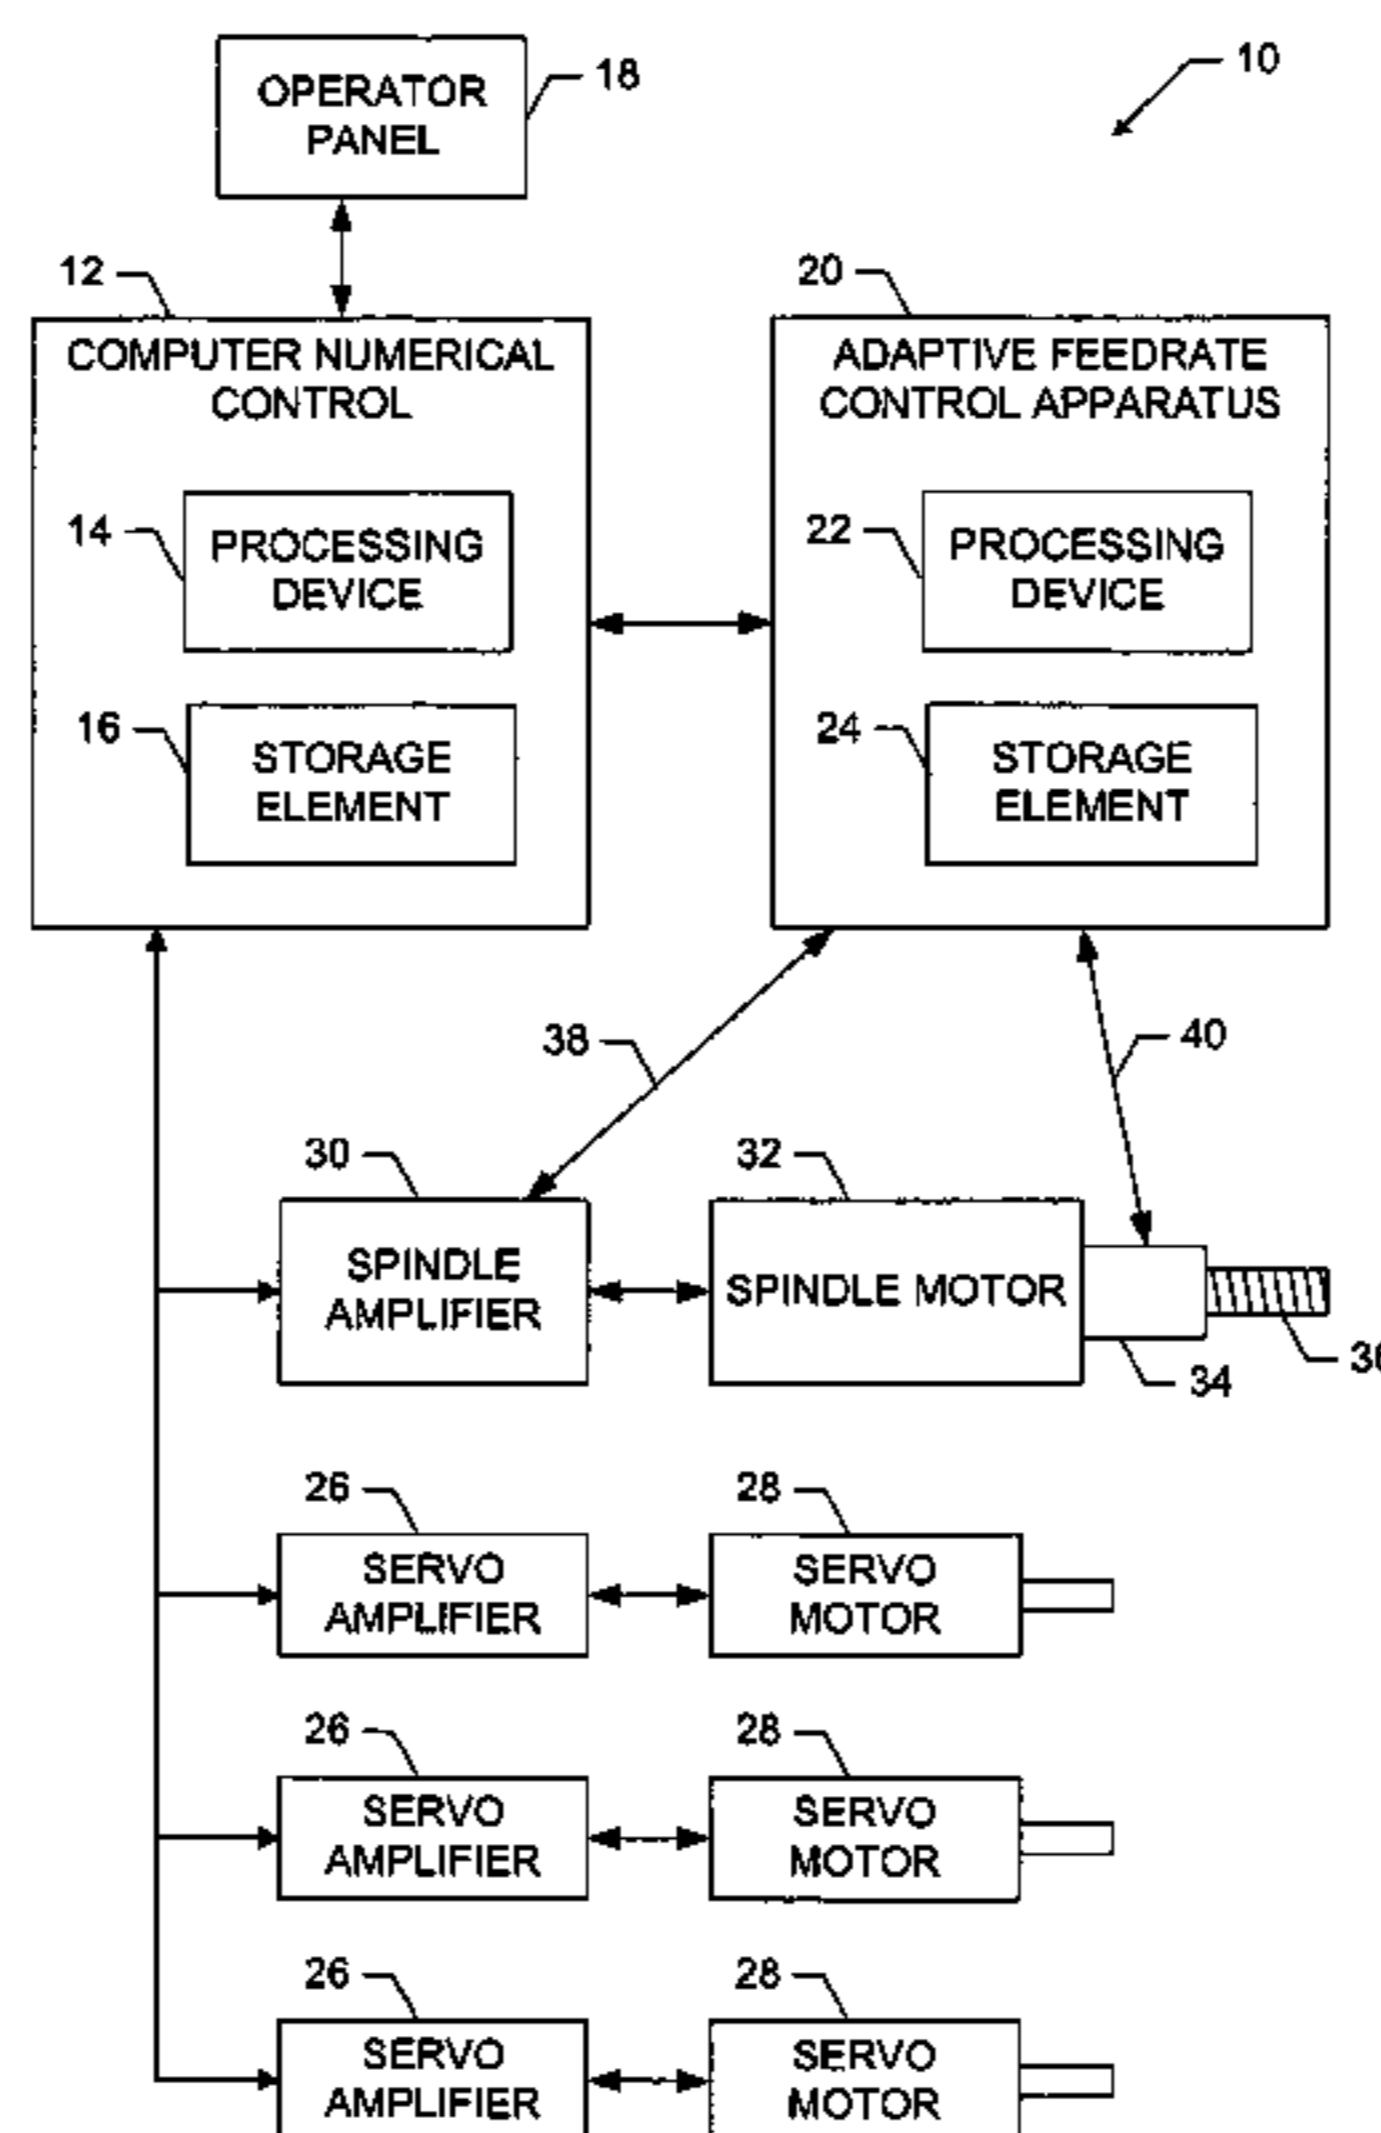 OPERATOR
PANEL
18
10
12
COMPUTER NUMERICAL
CONTROL
14
PROCESSING
DEVICE
16
STORAGE
ELEMENT
20
ADAPTIVE FEEDRATE
CONTROL APPARATUS
22
PROCESSING
DEVICE
24
STORAGE
ELEMENT
38
40
30
SPINDLE
AMPLIFIER
32
SPINDLE MOTOR
34
26
SERVO
AMPLIFIER
28
SERVO
MOTOR
26
SERVO
AMPLIFIER
28
SERVO
MOTOR
26
SERVO
AMPLIFIER
28
SERVO
MOTOR